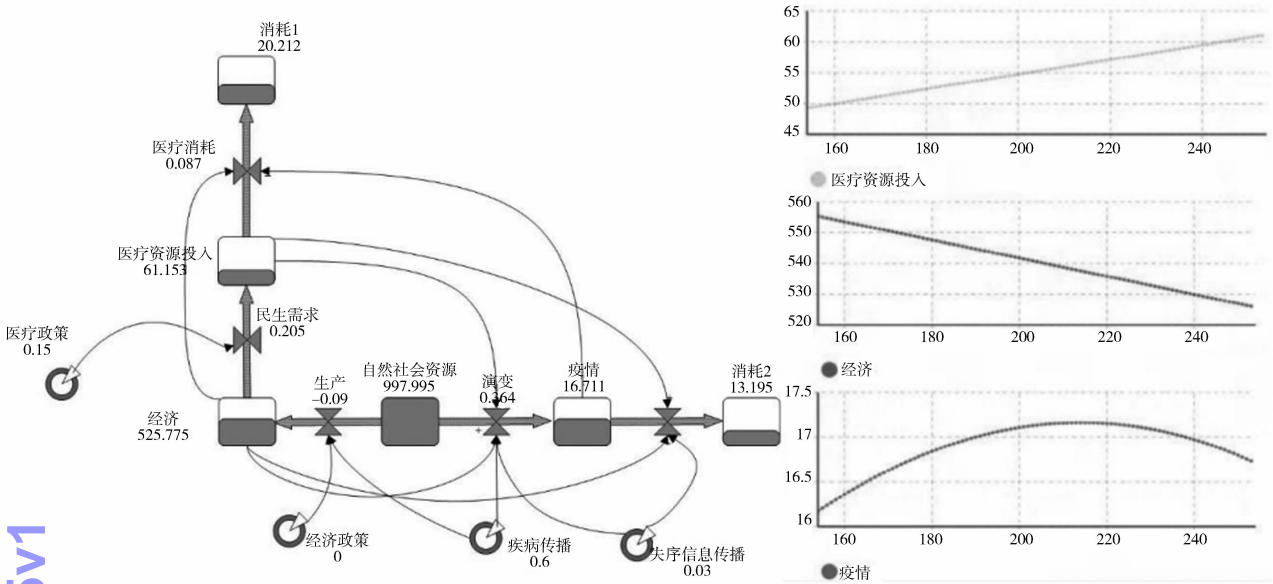 消耗1
20.212
医疗消耗
0.087
医疗资源投入
61.153
民生需求
0.205
医疗政策
0.15
生产
–0.09
自然社会资源
997.995
演变
0.364
+
疫情
16.711
消耗2
13.195
经济
525.775
经济政策
0
疾病传播
0.6
失序信息传播
0.03
65
60
55
50
45
160 180 200 220 240
医疗资源投入
560
550
540
530
520
160 180 200 220 240
经济
17.5
17
16.5
16
160 180 200 220 240
疫情